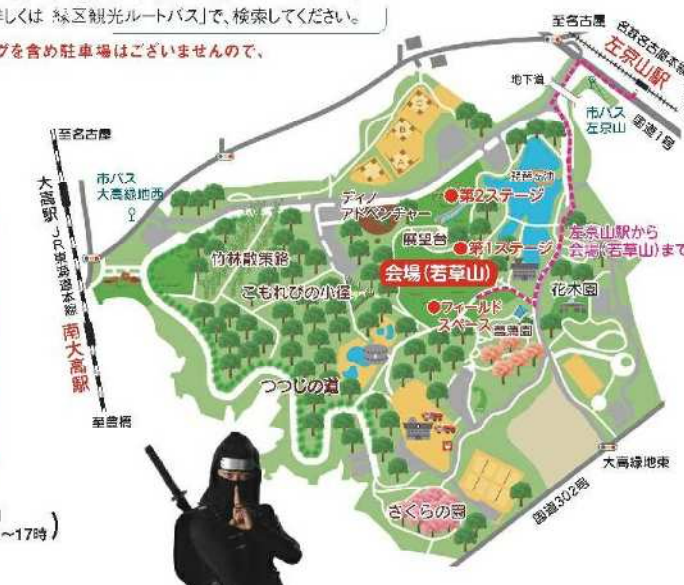 詳しくは「緑区観光ルートバス」で、検索してください。
グを含め駐車場はございませんので、
至名古屋
名鉄名古屋本線
左京山駅
地下道
市バス
左京山
国道1号
至名古屋
大高駅
市バス
大高緑地西
ディノ
アドベンチャー
第2ステージ
琵琶ヶ池
展望台
第1ステージ
左京山駅から
会場(若草山)まで
竹林散策路
会場(若草山)
こもれびの小径
花木園
フィールド
スペース
菖蒲園
南大高駅
つつじの道
至豊橋
大高緑地東
さくらの園
国道302号
〜17時)